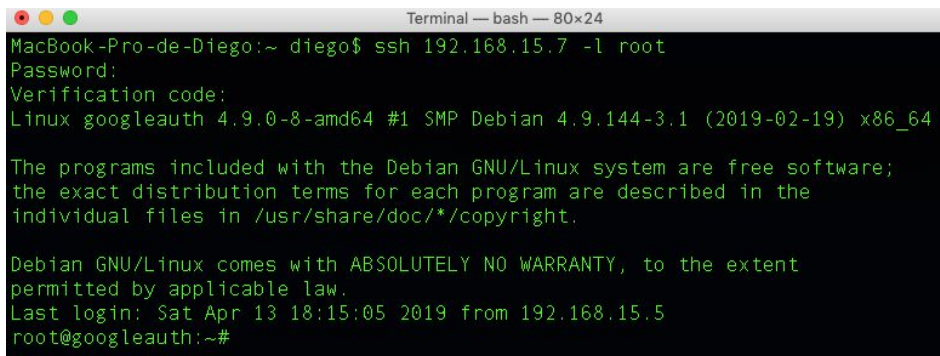 Terminal — bash — 80×24
MacBook-Pro-de-Diego:~ diego$ ssh 192.168.15.7 -l root
Password:
Verification code:
Linux googleauth 4.9.0-8-amd64 #1 SMP Debian 4.9.144-3.1 (2019-02-19) x86_64
The programs included with the Debian GNU/Linux system are free software;
the exact distribution terms for each program are described in the
individual files in /usr/share/doc/*/copyright.
Debian GNU/Linux comes with ABSOLUTELY NO WARRANTY, to the extent
permitted by applicable law.
Last login: Sat Apr 13 18:15:05 2019 from 192.168.15.5
root@googleauth:~#